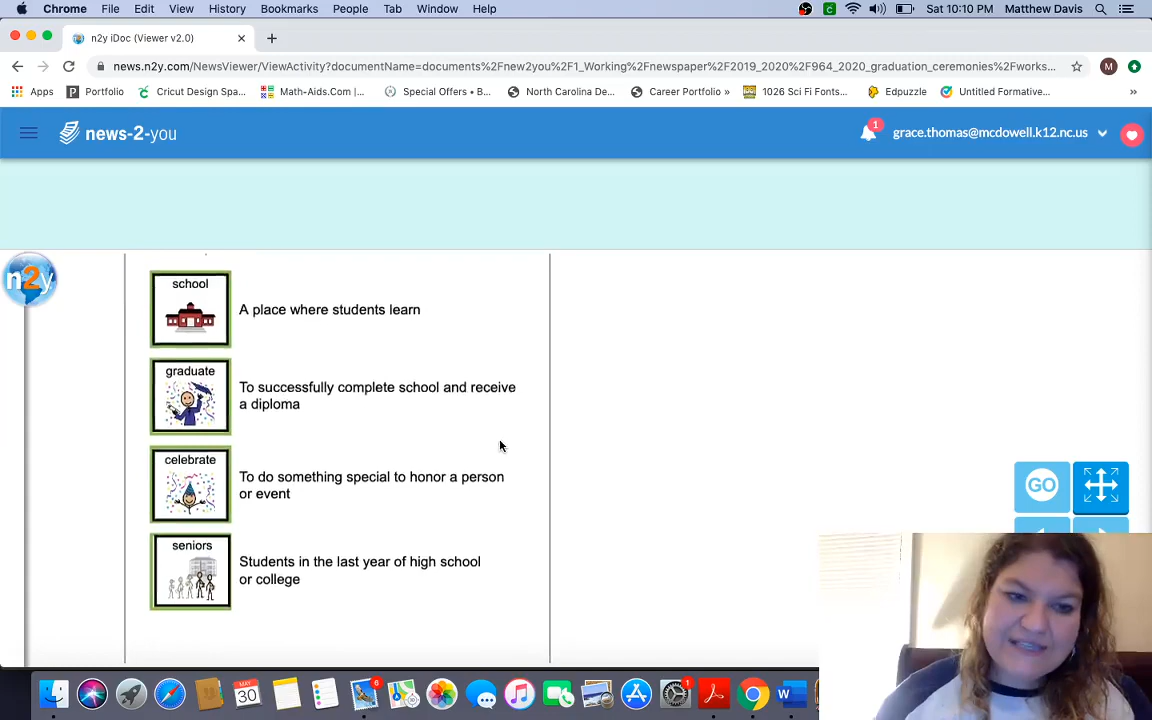 Chrome File Edit View History Bookmarks People Tab Window Help Sat 10:10 PM Matthew Davis
n2y iDoc (Viewer v2.0)
news.n2y.com/NewsViewer/ViewActivity?documentName=documents%2Fnew2you%2F1_Working%2Fnewspaper%2F2019_2020%2F964_2020_graduation_ceremonies%2Fworks... M
Apps Portfolio Cricut Design Spa... Math-Aids.Com |... Special Offers • B... North Carolina De... Career Portfolio » 1026 Sci Fi Fonts... Edpuzzle Untitled Formative... »
news-2-you 1 grace.thomas@mcdowell.k12.nc.us
n2y
school
A place where students learn
graduate
To successfully complete school and receive
a diploma
celebrate
To do something special to honor a person
or event
GO
seniors
Students in the last year of high school
or college
MAY
30
6
1
W